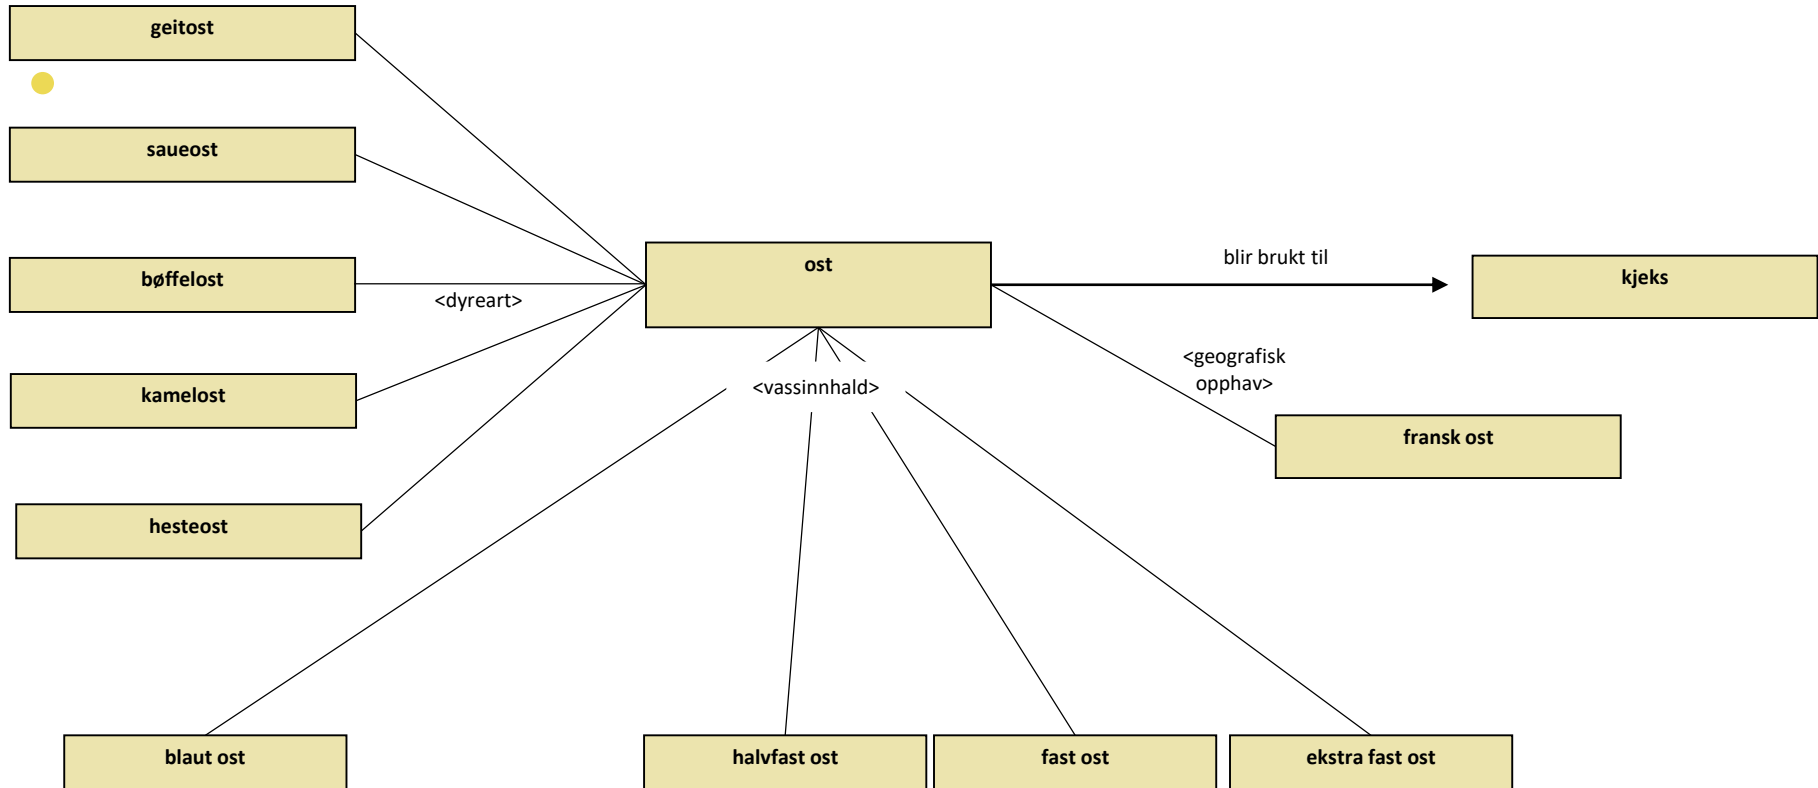 geitost
saueost
ost
blir brukt til
bøffelost
kjeks
<dyreart>
<geografisk
opphav>
kamelost
<vassinnhald>
fransk ost
hesteost
blaut ost
halvfast ost
fast ost
ekstra fast ost